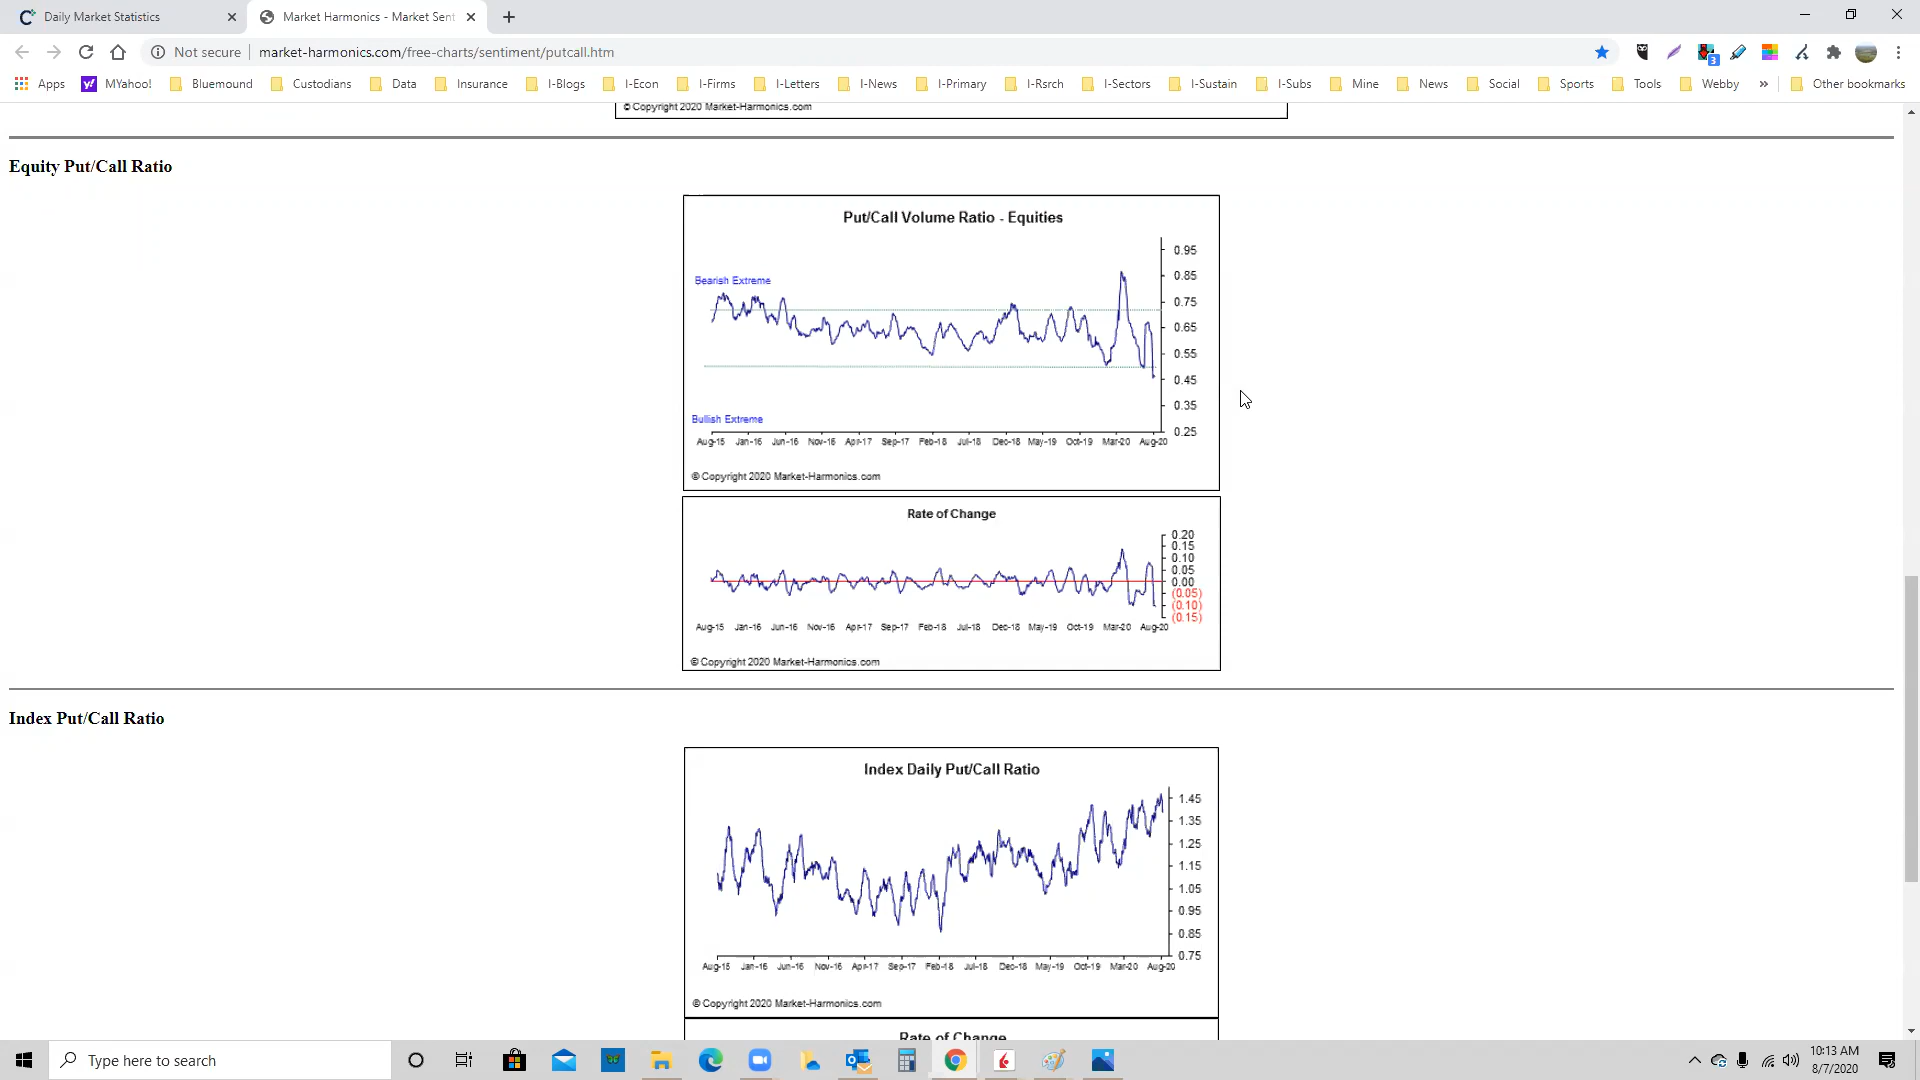 Daily Market Statistics
Market Harmonics - Market Sent
Not secure
market-harmonics.com/free-charts/sentiment/putcall.htm
3
Apps MYahoo! Bluemound Custodians Data Insurance I-Blogs I-Econ I-Firms I-Letters I-News I-Primary I-Rsrch I-Sectors I-Sustain I-Subs Mine News Social Sports Tools Webby » Other bookmarks
© Copyright 2020 Market-Harmonics.com
Equity Put/Call Ratio
Put/Call Volume Ratio - Equities
0.95
Bearish Extreme
0.85
0.75
0.65
0.55
0.45
0.35
Bullish Extreme
0.25
Aug-15 Jan-16 Jun-16 Nov-16 Apr-17 Sep-17 Feb-18 Jul-18 Dec-18 May-19 Oct-19 Mar-20 Aug-20
© Copyright 2020 Market-Harmonics.com
Rate of Change
0.20
0.15
0.10
0.05
0.00
(0.05)
(0.10)
(0.15)
Aug-15 Jan-16 Jun-16 Nov-16 Apr-17 Sep-17 Feb-18 Jul-18 Dec-18 May-19 Oct-19 Mar-20 Aug-20
© Copyright 2020 Market-Harmonics.com
Index Put/Call Ratio
Index Daily Put/Call Ratio
1.45
1.35
1.25
1.15
1.05
0.95
0.85
0.75
Aug-15 Jan-16 Jun-16 Nov-16 Apr-17 Sep-17 Feb-18 Jul-18 Dec-18 May-19 Oct-19 Mar-20 Aug-20
© Copyright 2020 Market-Harmonics.com
Rate of Change
Type here to search
10:13 AM
8/7/2020